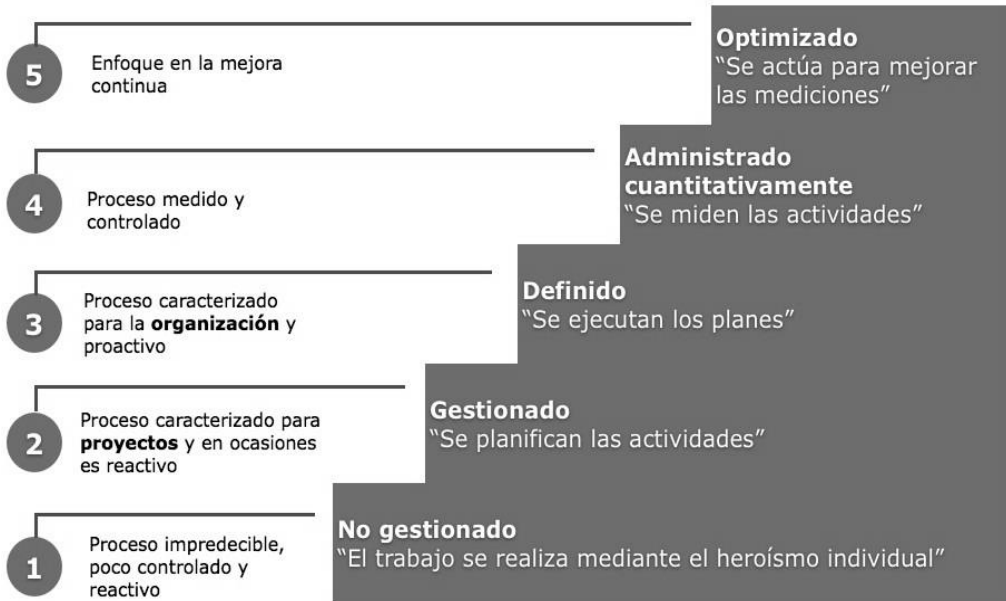 5
Enfoque en la mejora
continua
Optimizado
“Se actúa para mejorar
las mediciones”
4
Proceso medido y
controlado
Administrado
cuantitativamente
“Se miden las actividades”
3
Proceso caracterizado
para la organización y
proactivo
Definido
“Se ejecutan los planes”
2
Proceso caracterizado para
proyectos y en ocasiones
es reactivo
Gestionado
“Se planifican las actividades”
1
Proceso impredecible,
poco controlado y
reactivo
No gestionado
“El trabajo se realiza mediante el heroísmo individual”